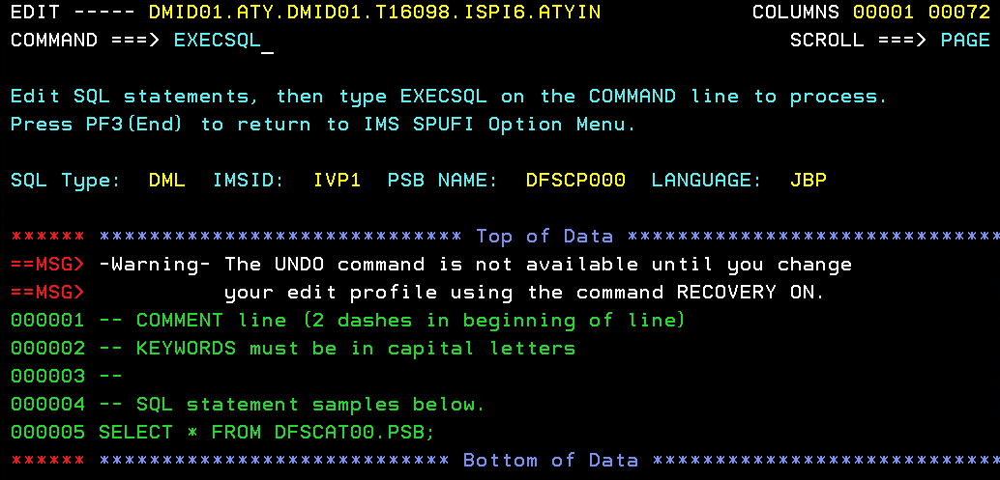 EDIT ----- DMID01.ATY.DMID01.T16098.ISPI6.ATYIN COLUMNS 00001 00072
COMMAND ===> EXECSQL_ SCROLL ===> PAGE
Edit SQL statements, then type EXECSQL on the COMMAND line to process.
Press PF3(End) to return to IMS SPUFI Option Menu.
SQL Type: DML IMSID: IVP1 PSB NAME: DFSCP000 LANGUAGE: JBP
****** ***************************** Top of Data ******************************
==MSG> -Warning- The UNDO command is not available until you change
==MSG> your edit profile using the command RECOVERY ON.
000001 -- COMMENT line (2 dashes in beginning of line)
000002 -- KEYWORDS must be in capital letters
000003 --
000004 -- SQL statement samples below.
000005 SELECT * FROM DFSCAT00.PSB;
****** **************************** Bottom of Data ****************************